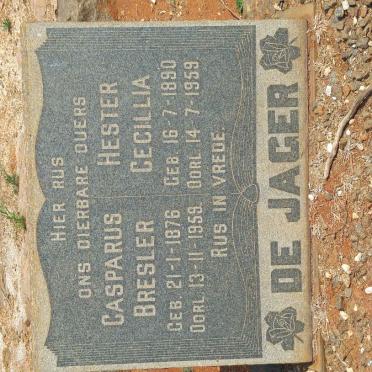 HIER RUS
ONS DIERBARE OUERS
CASPARUS HESTER
BRESLER CECILLIA
GEB. 21-1-1876 GEB. 16-7-1890
OORL. 13-11-1959. OORL. 14-7-1959
RUS IN VREDE.
DE JAGER